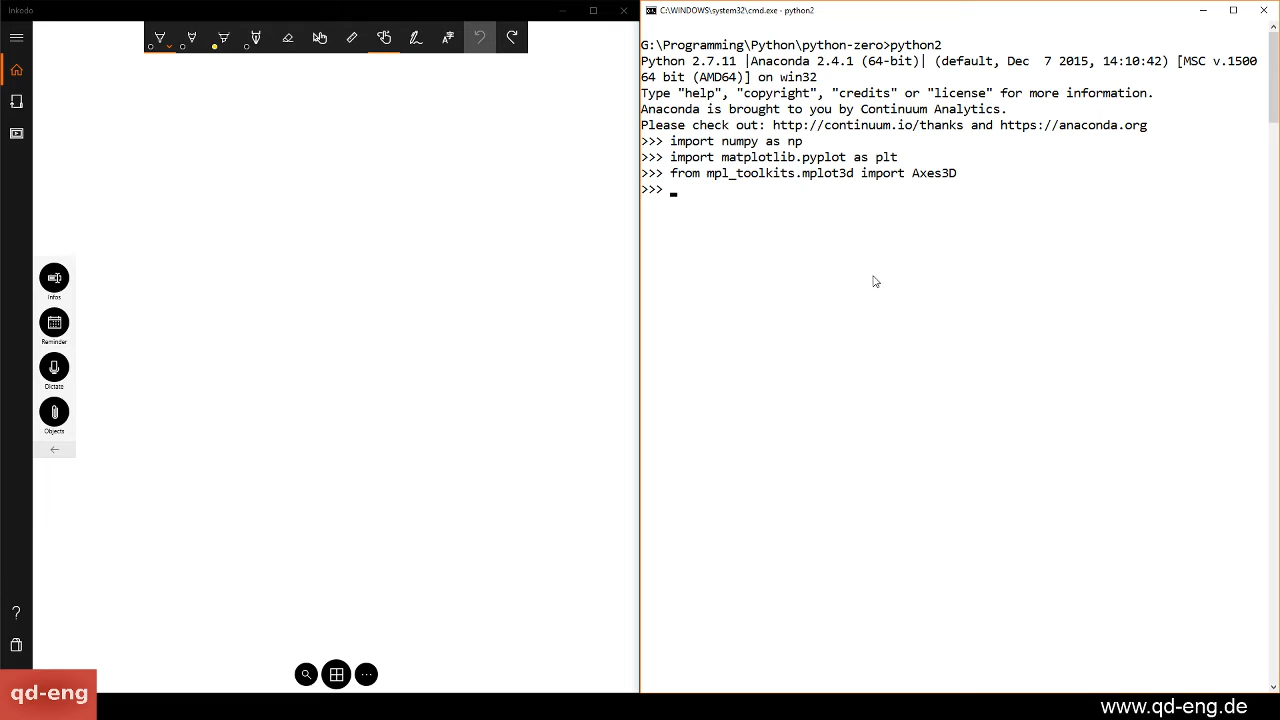 Inkodo
C:\WINDOWS\system32\cmd.exe - python2
G:\Programming\Python\python-zero>python2
Python 2.7.11 |Anaconda 2.4.1 (64-bit)| (default, Dec  7 2015, 14:10:42) [MSC v.1500
64 bit (AMD64)] on win32
Type "help", "copyright", "credits" or "license" for more information.
Anaconda is brought to you by Continuum Analytics.
Please check out: http://continuum.io/thanks and https://anaconda.org
>>> import numpy as np
>>> import matplotlib.pyplot as plt
>>> from mpl_toolkits.mplot3d import Axes3D
>>> _
Infos
Reminder
Dictate
Objects
qd-eng
www.qd-eng.de